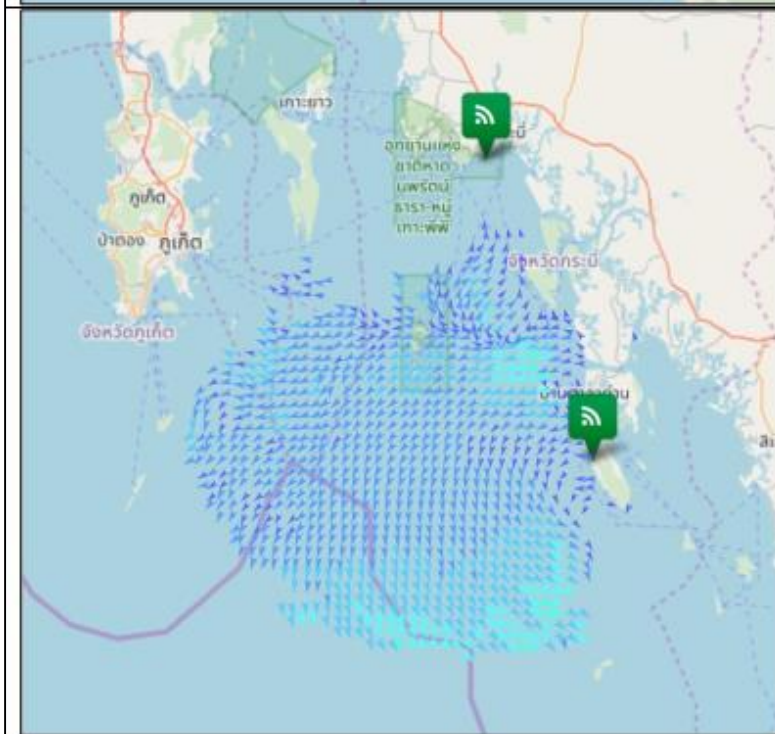 เกาะยาว
ภูเก็ต
ป่าตอง
ภูเก็ต
จังหวัดภูเก็ต
อุทยานแห่ง
ชาติหาด
นพรัตน์
ธารา-หมู่
เกาะพีพี
จังหวัดกระบี่